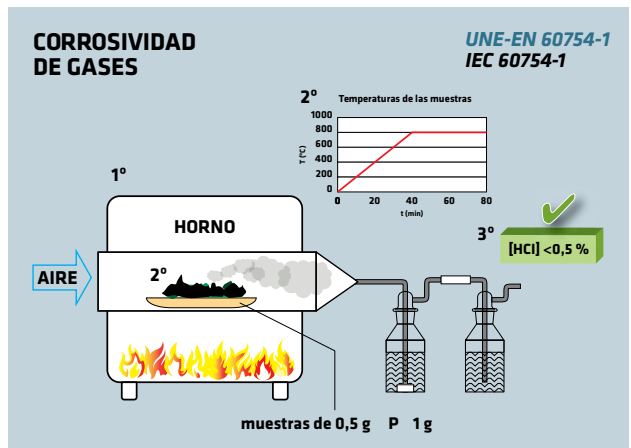 CORROSIVIDAD
DE GASES
UNE-EN 60754-1
IEC 60754-1
2º
Temperaturas de las muestras
1000
800
600
400
200
0
T (ºC)
0 20 40 60 80
t (min)
1º
HORNO
3º
[HCl] <0,5 %
AIRE
2º
muestras de 0,5 g P 1 g